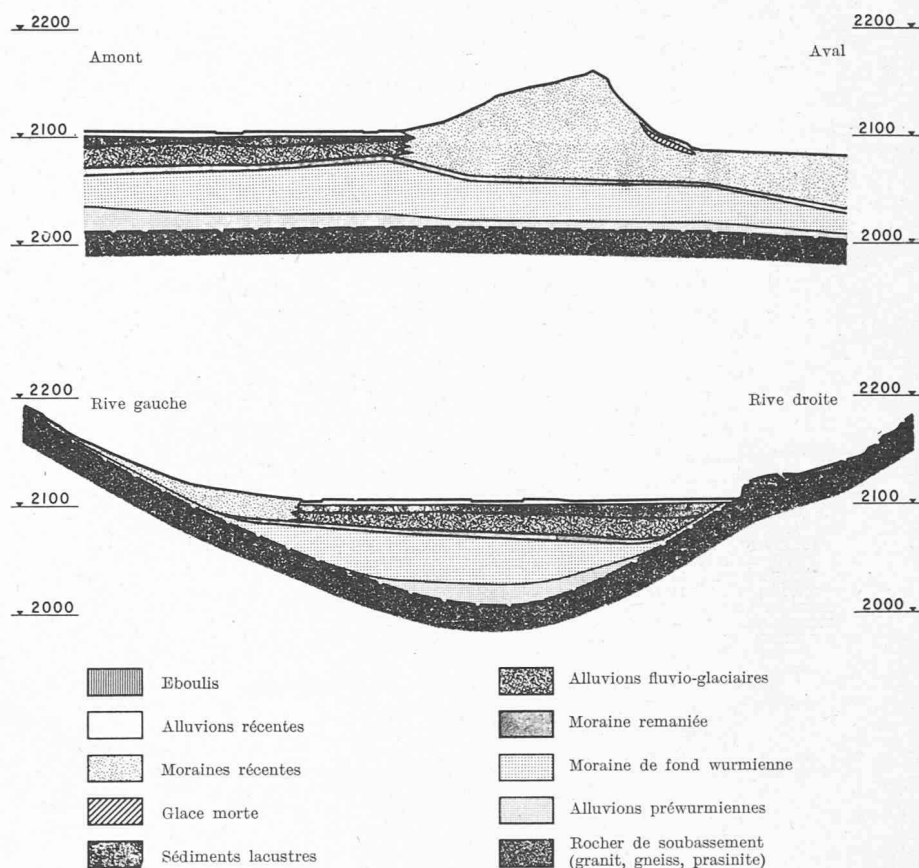 2200
2200
Amont
Aval
2100
2100
2000
2000
2200
2200
Rive gauche
Rive droite
2100
2100
2000
2000
Eboulis
Alluvions récentes
Moraines récentes
Glace morte
Sédiments lacustres
Alluvions fluvio-glaciaires
Moraine remaniée
Moraine de fond wurmienne
Alluvions préwurmiennes
Rocher de soubassement
(granit, gneiss, prasinite)